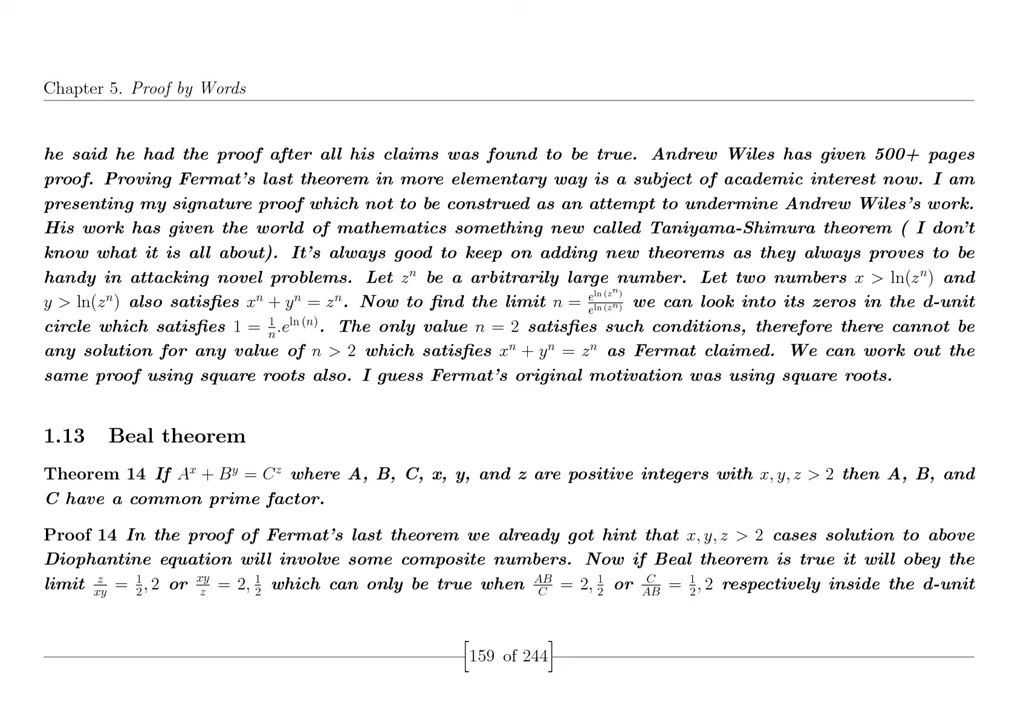 Chapter 5. Proof by Words
he said he had the proof after all his claims was found to be true. Andrew Wiles has given 500+ pages
proof. Proving Fermat's last theorem in more elementary way is a subject of academic interest now. I am
presenting my signature proof which not to be construed as an attempt to undermine Andrew Wiles's work.
His work has given the world of mathematics something new called Taniyama-Shimura theorem ( I don't
know what it is all about). It's always good to keep on adding new theorems as they always proves to be
handy in attacking novel problems. Let $z^n$ be a arbitrarily large number. Let two numbers $x > \ln(z^n)$ and
$y > \ln(z^n)$ also satisfies $x^n + y^n = z^n$. Now to find the limit $n = \frac{e^{\ln(z^n)}}{e^{\ln(z^n)}}$ we can look into its zeros in the d-unit
circle which satisfies $1 = \frac{1}{n}.e^{\ln(n)}$. The only value $n = 2$ satisfies such conditions, therefore there cannot be
any solution for any value of $n > 2$ which satisfies $x^n + y^n = z^n$ as Fermat claimed. We can work out the
same proof using square roots also. I guess Fermat's original motivation was using square roots.
1.13 Beal theorem
Theorem 14 If $A^x + B^y = C^z$ where A, B, C, x, y, and z are positive integers with $x, y, z > 2$ then A, B, and
C have a common prime factor.
Proof 14 In the proof of Fermat's last theorem we already got hint that $x, y, z > 2$ cases solution to above
Diophantine equation will involve some composite numbers. Now if Beal theorem is true it will obey the
limit $\frac{z}{xy} = \frac{1}{2}, 2$ or $\frac{xy}{z} = 2, \frac{1}{2}$ which can only be true when $\frac{AB}{C} = 2, \frac{1}{2}$ or $\frac{C}{AB} = \frac{1}{2}, 2$ respectively inside the d-unit
[159 of 244]